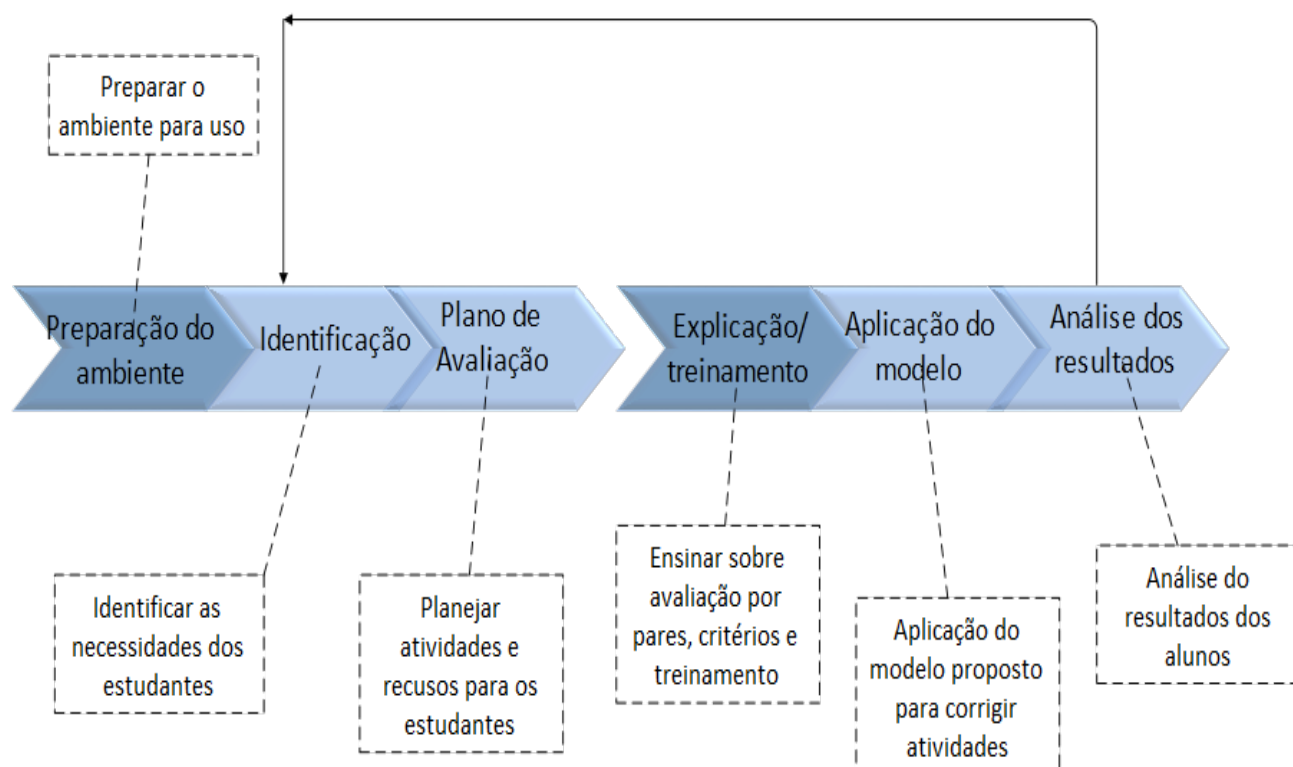 Preparar o
ambiente para uso
Preparação do
ambiente
Identificação
Plano de
Avaliação
Explicação/
treinamento
Aplicação do
modelo
Análise dos
resultados
Identificar as
necessidades dos
estudantes
Planejar
atividades e
recusos para os
estudantes
Ensinar sobre
avaliação por
pares, critérios e
treinamento
Aplicação do
modelo proposto
para corrigir
atividades
Análise do
resultados dos
alunos